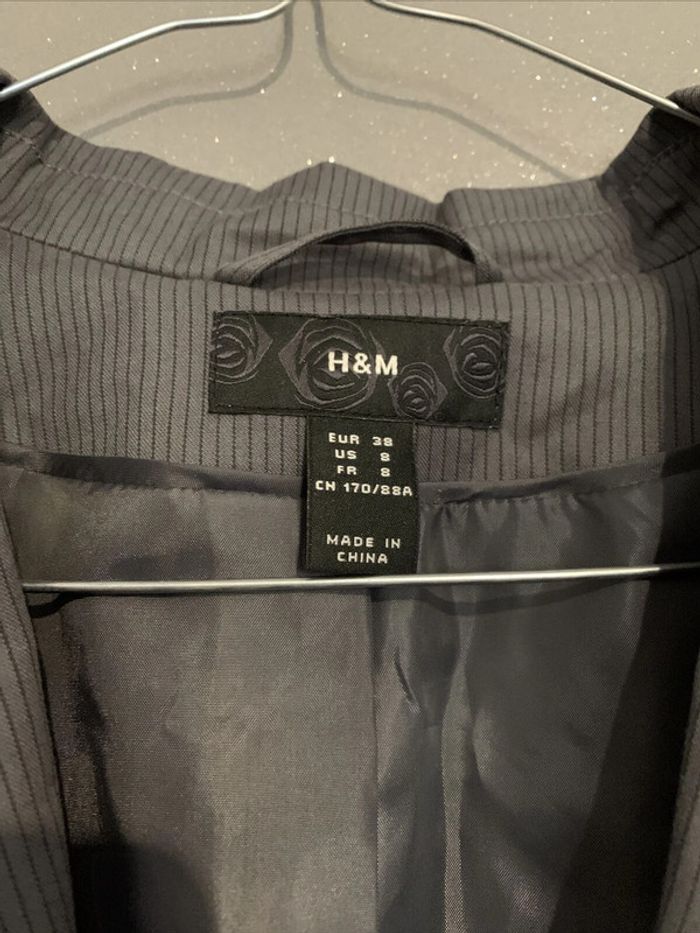 H&M
EUR 38
US 8
FR 8
CN 170/88A
MADE IN
CHINA